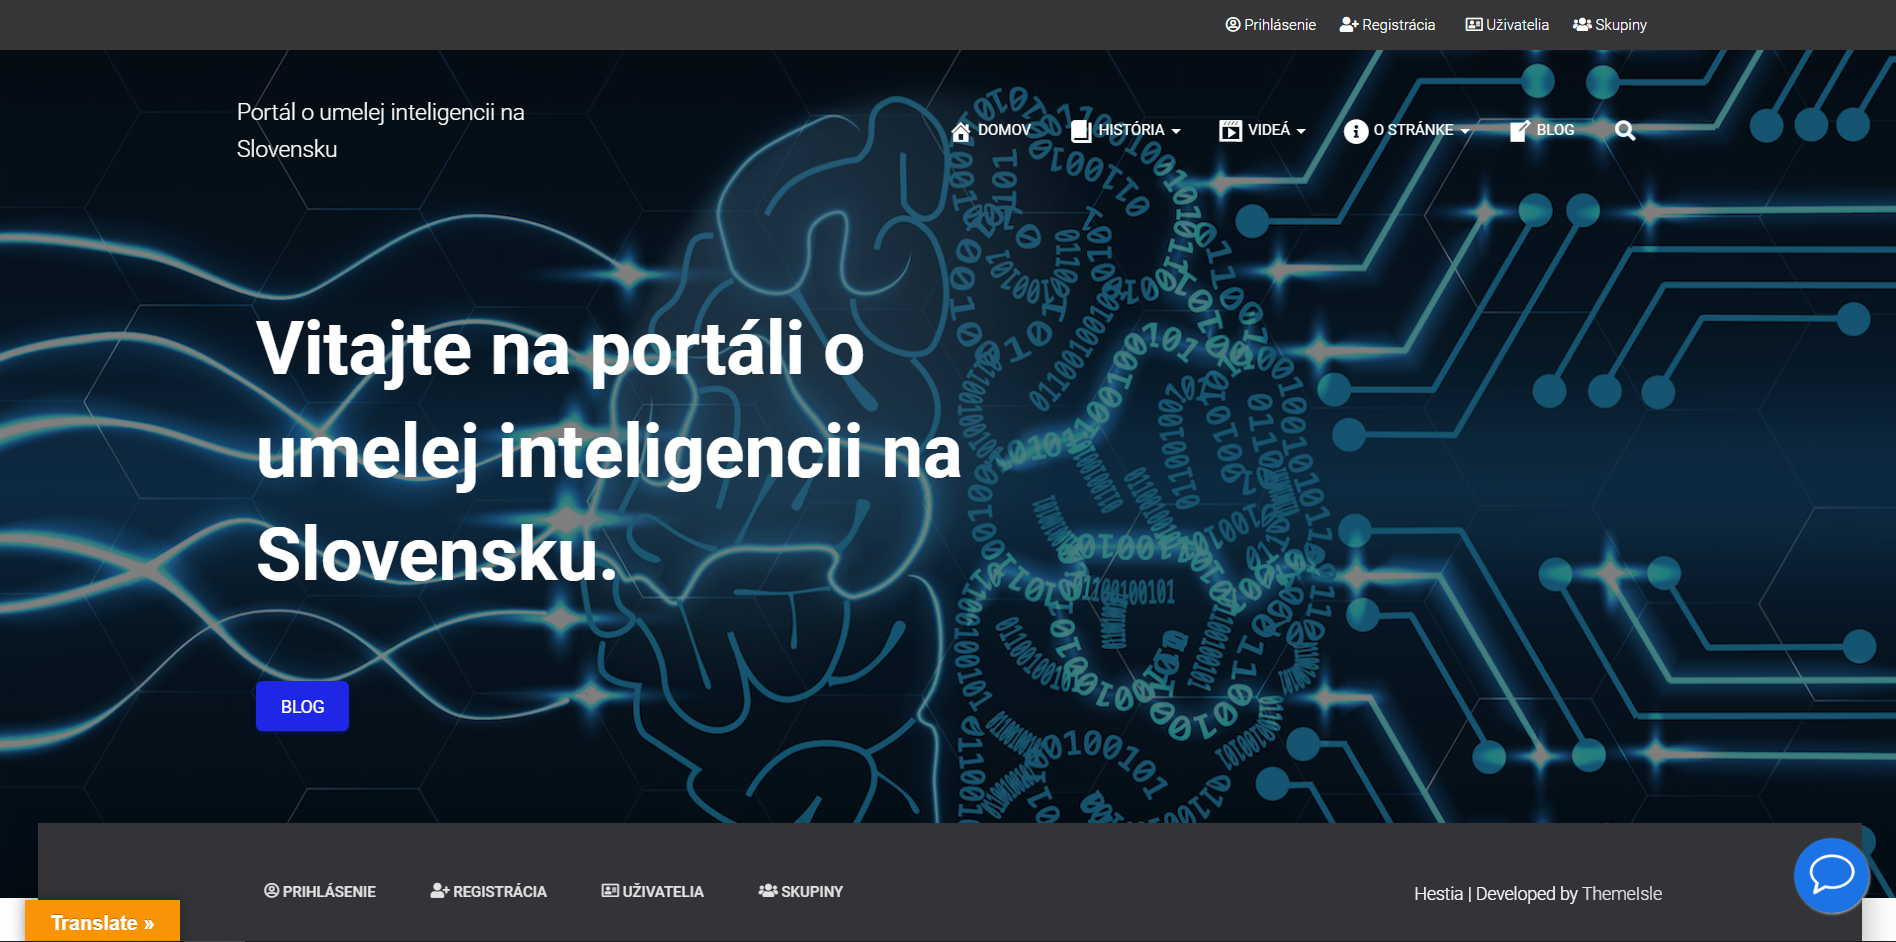 Prihlásenie Registrácia Uživatelia Skupiny
Portál o umelej inteligencii na
Slovensku
DOMOV HISTÓRIA VIDEÁ O STRÁNKE BLOG
Vitajte na portáli o
umelej inteligencii na
Slovensku.
BLOG
PRIHLÁSENIE REGISTRÁCIA UŽIVATELIA SKUPINY
Hestia | Developed by ThemeIsle
Translate »